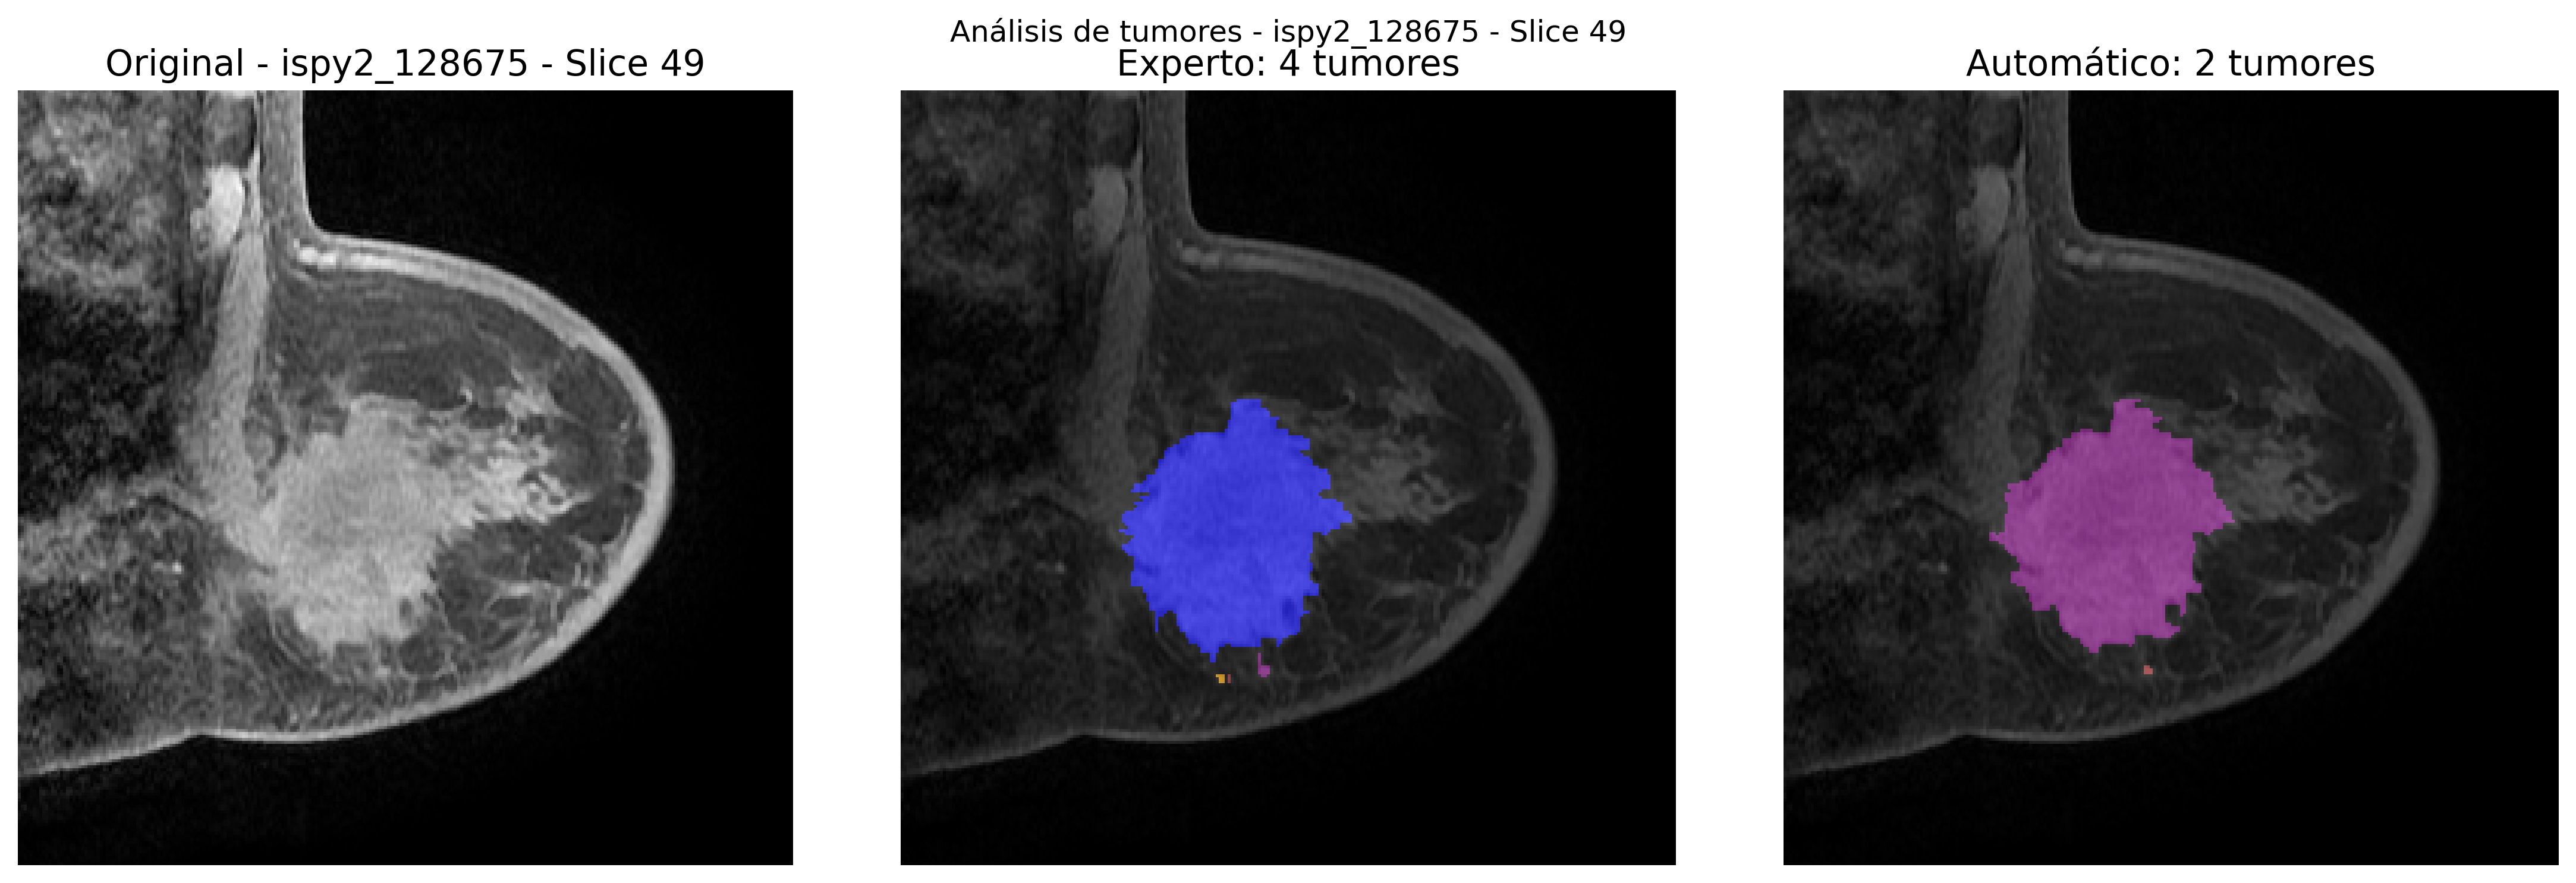 Análisis de tumores - ispy2_128675 - Slice 49
Original - ispy2_128675 - Slice 49
Experto: 4 tumores
Automático: 2 tumores